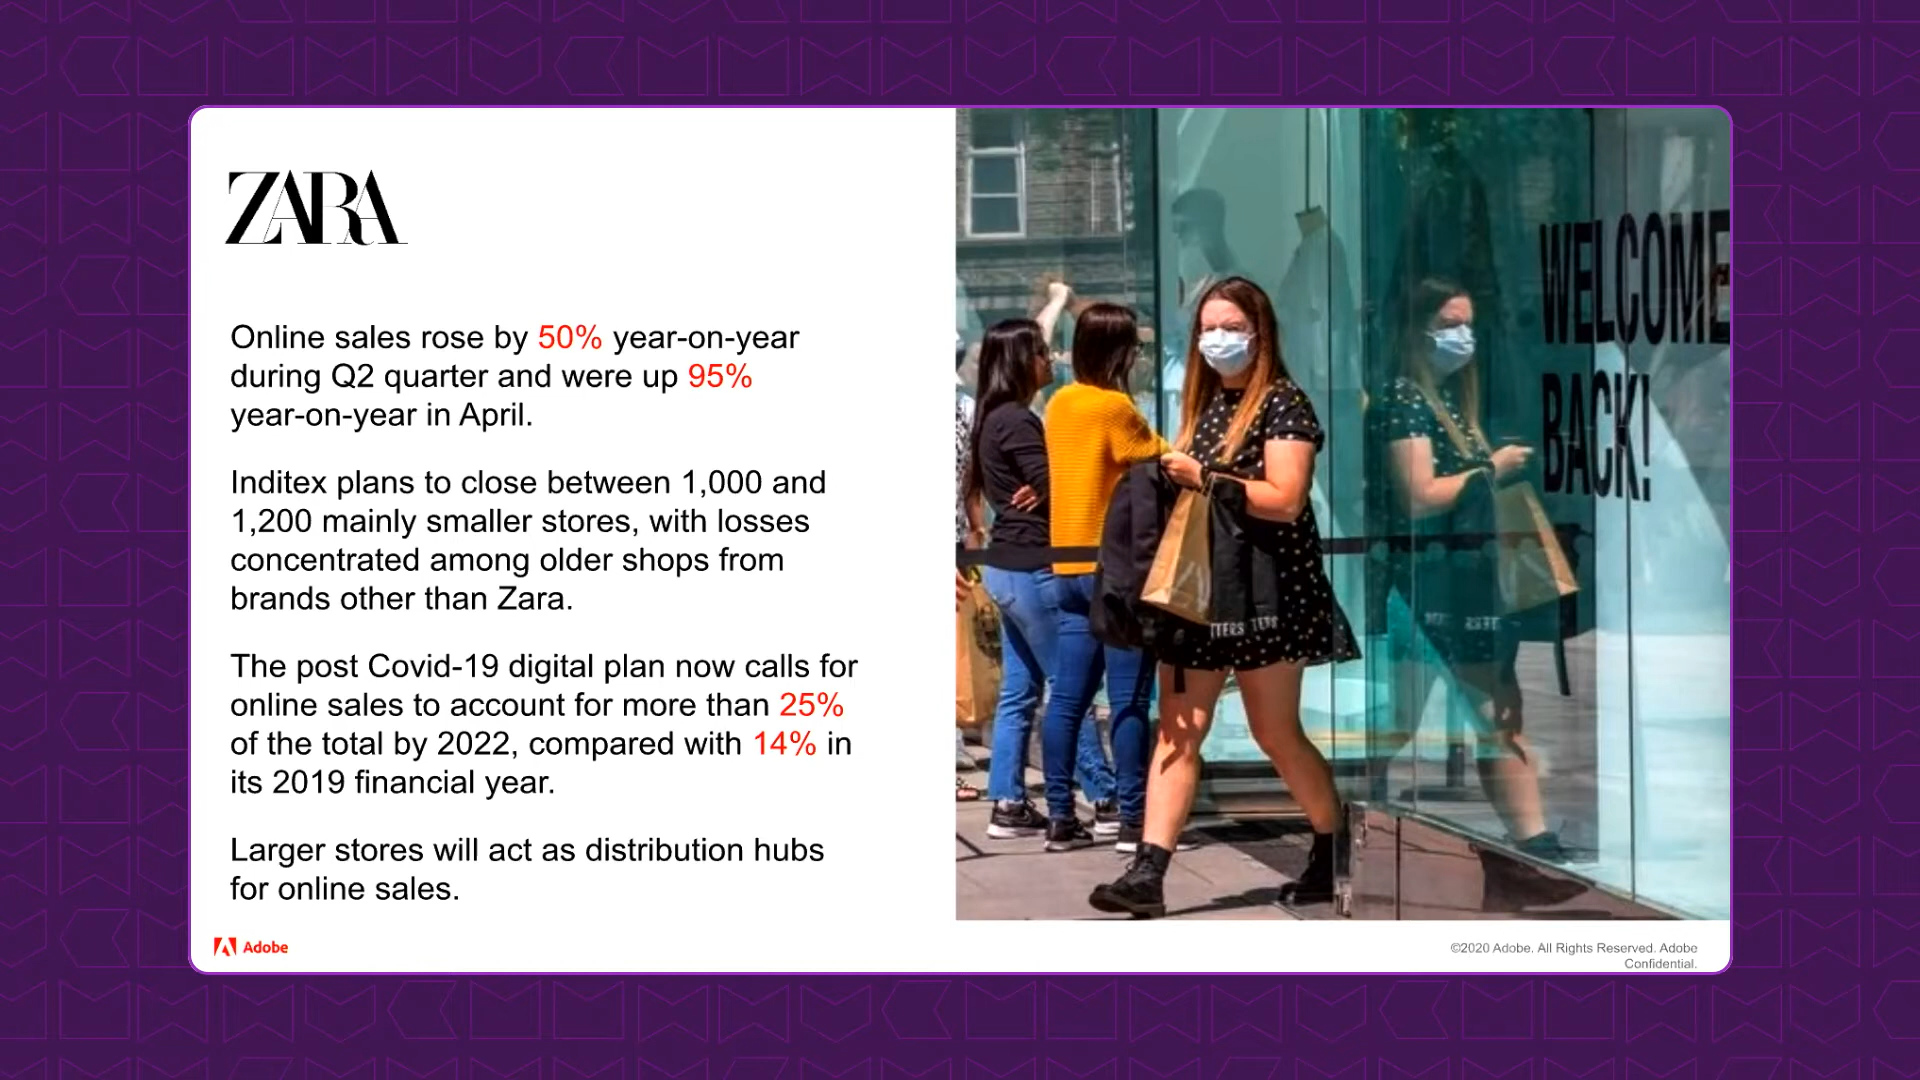 ZARA
Online sales rose by 50% year-on-year
during Q2 quarter and were up 95%
year-on-year in April.
Inditex plans to close between 1,000 and
1,200 mainly smaller stores, with losses
concentrated among older shops from
brands other than Zara.
The post Covid-19 digital plan now calls for
online sales to account for more than 25%
of the total by 2022, compared with 14% in
its 2019 financial year.
Larger stores will act as distribution hubs
for online sales.
WELCOME
BACK!
Adobe
©2020 Adobe. All Rights Reserved. Adobe
Confidential.